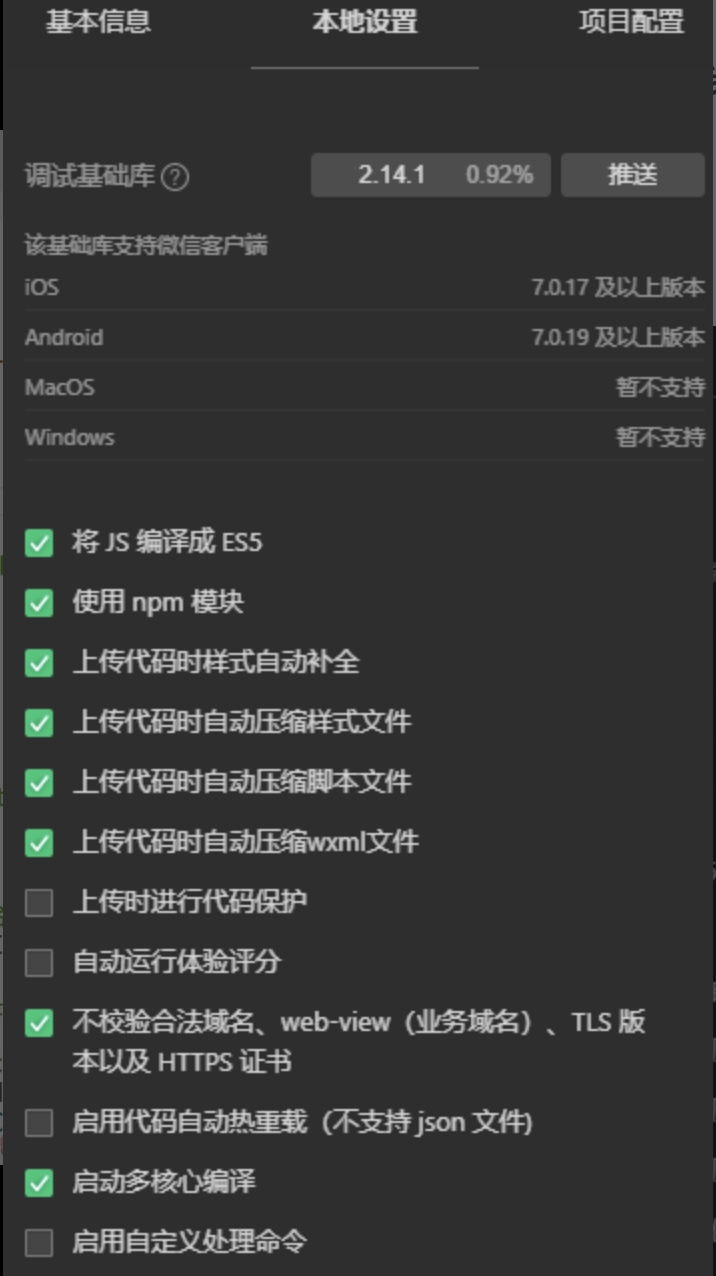 基本信息 本地设置 项目配置
调试基础库 ? 2.14.1 0.92% 推送
该基础库支持微信客户端
iOS 7.0.17 及以上版本
Android 7.0.19 及以上版本
MacOS 暂不支持
Windows 暂不支持
将 JS 编译成 ES5
使用 npm 模块
上传代码时样式自动补全
上传代码时自动压缩样式文件
上传代码时自动压缩脚本文件
上传代码时自动压缩wxml文件
上传时进行代码保护
自动运行体验评分
不校验合法域名、web-view（业务域名）、TLS 版
本以及 HTTPS 证书
启用代码自动热重载（不支持 json 文件)
启动多核心编译
启用自定义处理命令